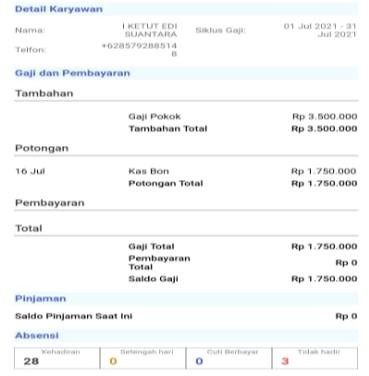 Detail Karyawan
Nama: I KETUT EDI SUANTARA Siklus Gaji: 01 Jul 2021 - 31 Jul 2021
Telfon: +6285792885148
Gaji dan Pembayaran
Tambahan
Gaji Pokok Rp 3.500.000
Tambahan Total Rp 3.500.000
Potongan
16 Jul Kas Bon Rp 1.750.000
Potongan Total Rp 1.750.000
Pembayaran
Total
Gaji Total Rp 1.750.000
Pembayaran Total Rp 0
Saldo Gaji Rp 1.750.000
Pinjaman
Saldo Pinjaman Saat Ini Rp 0
Absensi
Kehadiran Setengah hari Cuti Berbayar Tidak hadir
28 0 0 3